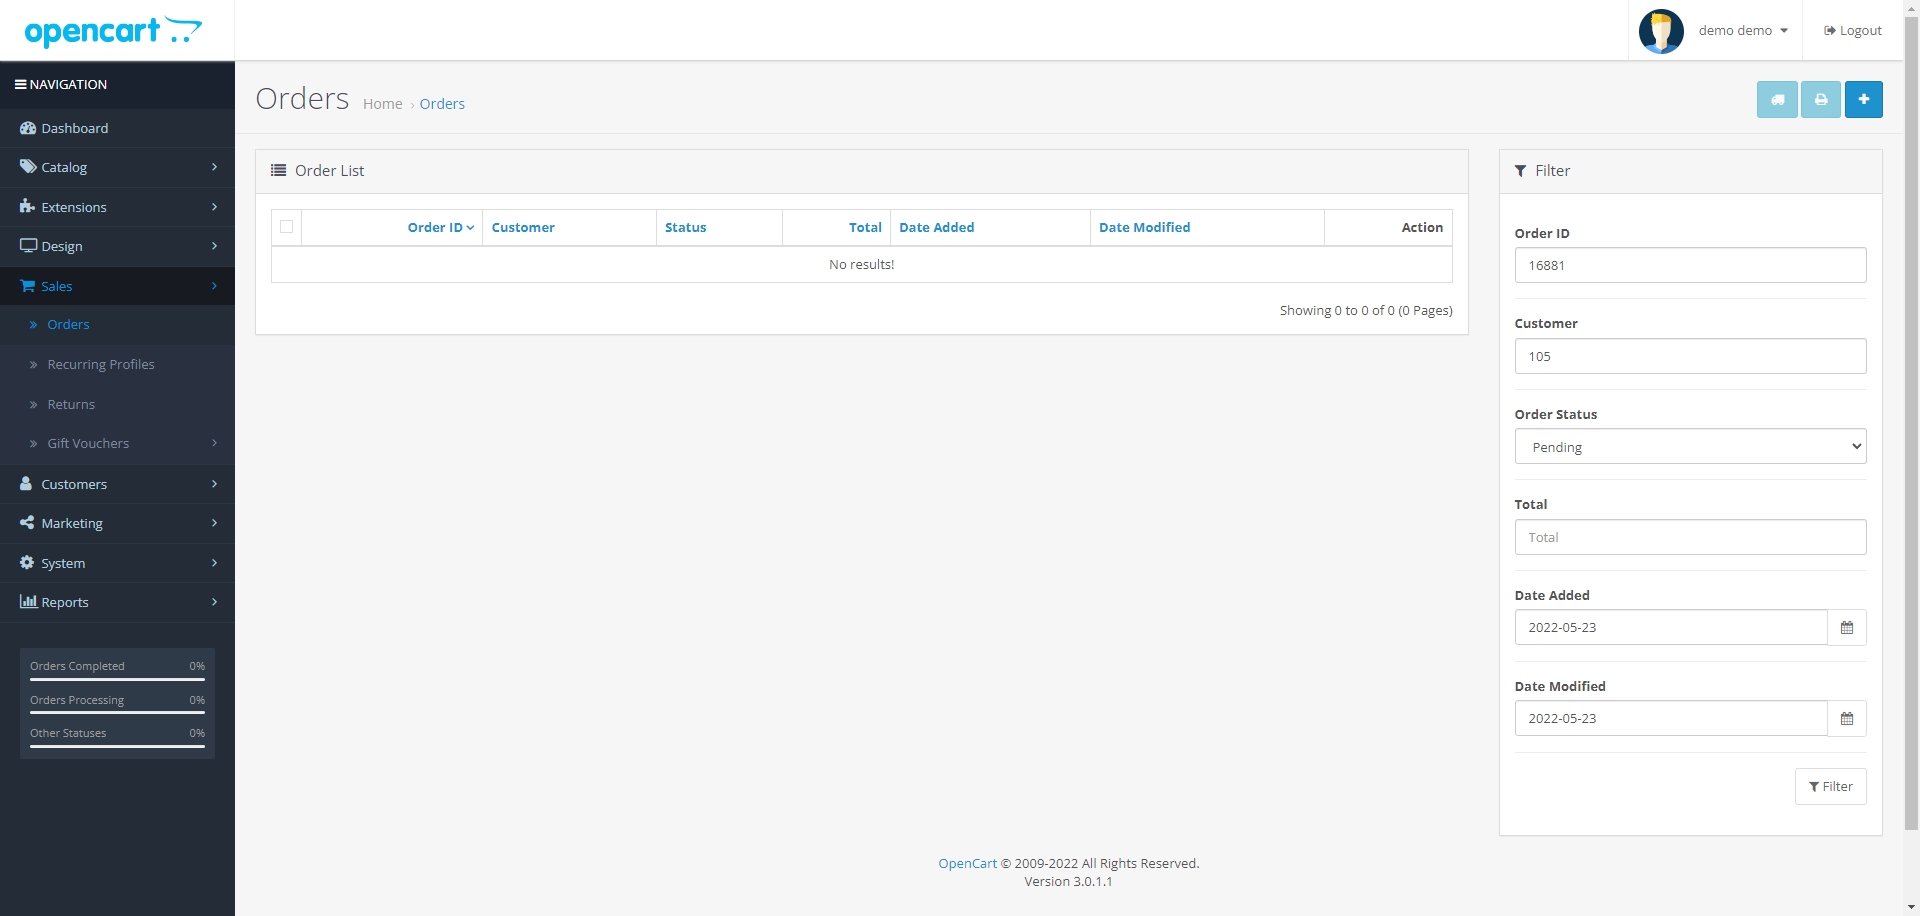 opencart
demo demo
Logout
NAVIGATION
Dashboard
Catalog
Extensions
Design
Sales
Orders
Recurring Profiles
Returns
Gift Vouchers
Customers
Marketing
System
Reports
Orders Completed 0%
Orders Processing 0%
Other Statuses 0%
Orders Home › Orders
Order List
Order ID Customer Status Total Date Added Date Modified Action
No results!
Showing 0 to 0 of 0 (0 Pages)
Filter
Order ID
16881
Customer
105
Order Status
Pending
Total
Total
Date Added
2022-05-23
Date Modified
2022-05-23
Filter
OpenCart © 2009-2022 All Rights Reserved.
Version 3.0.1.1